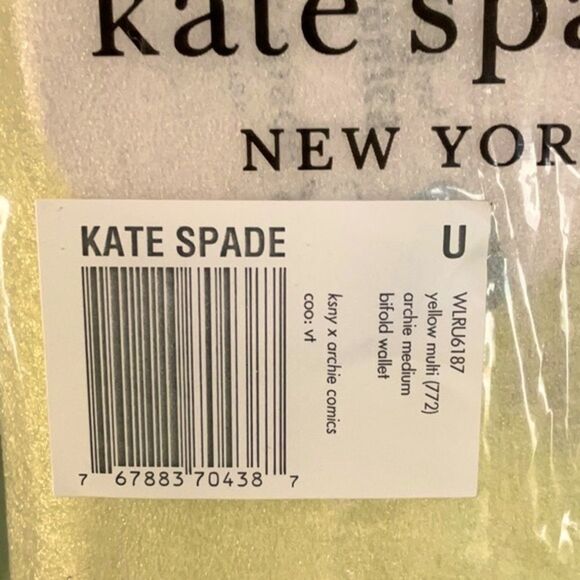 kate spa
NEW YOR
KATE SPADE
U
WLRU6187
yellow multi (772)
archie medium
bifold wallet
ksny x archie comics
coo: vt
7 67883 70438 7